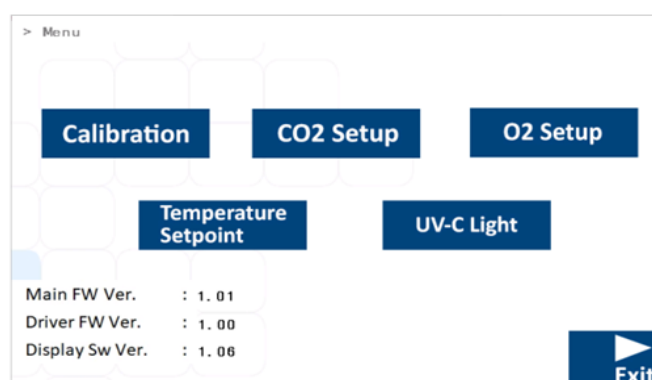 > Menu
Calibration
CO2 Setup
O2 Setup
Temperature
Setpoint
UV-C Light
Main FW Ver. : 1.01
Driver FW Ver. : 1.00
Display Sw Ver. : 1.06
Exit